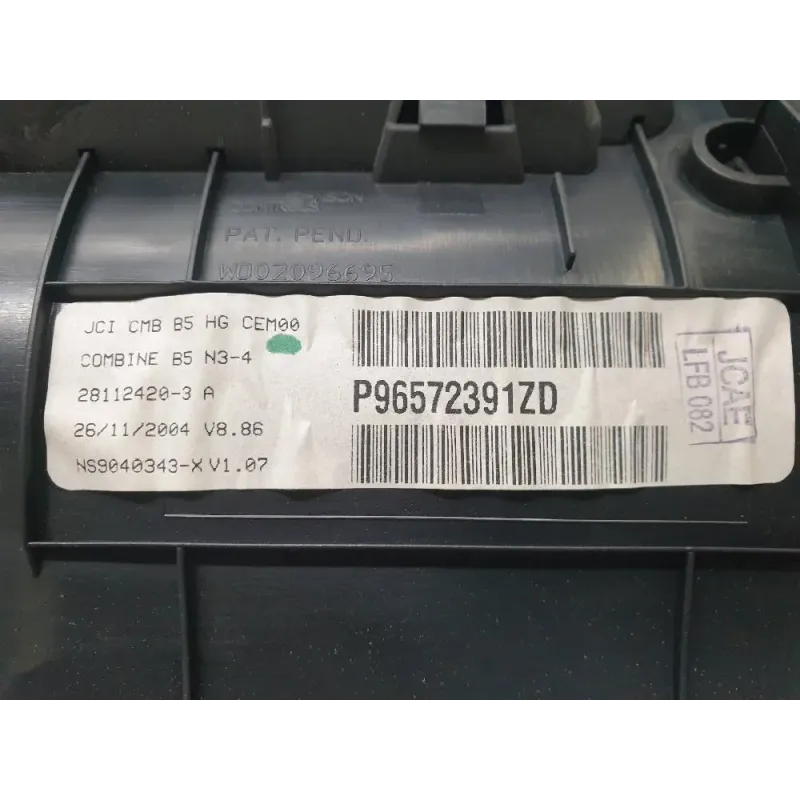 PAT. PEND.
WO02096695
JCI CMB B5 HG CEM00
COMBINE B5 N3-4
28112420-3 A
26/11/2004 V8.86
NS9040343-X V1.07
P96572391ZD
JCAE
LFB 082